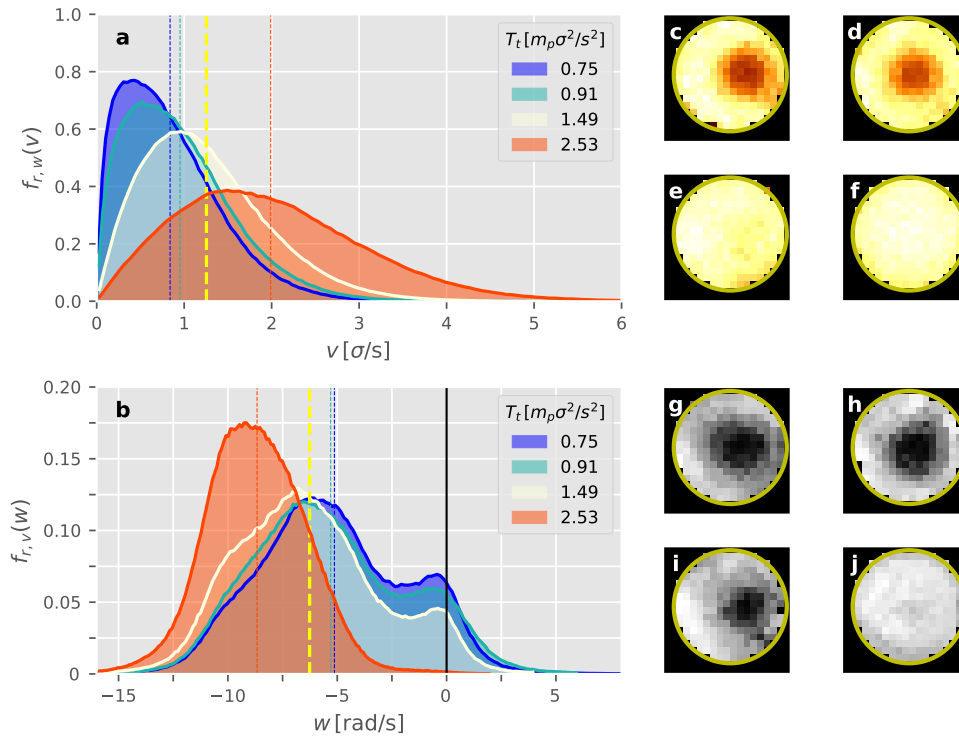 1.0
0.8
0.6
0.4
0.2
0.0
f_{r,w}(v)
a
T_t [m_pσ²/s²]
0.75
0.91
1.49
2.53
0 1 2 3 4 5 6
v [σ/s]
c
d
e
f
0.20
0.15
0.10
0.05
0
f_{r,v}(w)
b
T_t [m_pσ²/s²]
0.75
0.91
1.49
2.53
−15 −10 −5 0 5
w [rad/s]
g
h
i
j